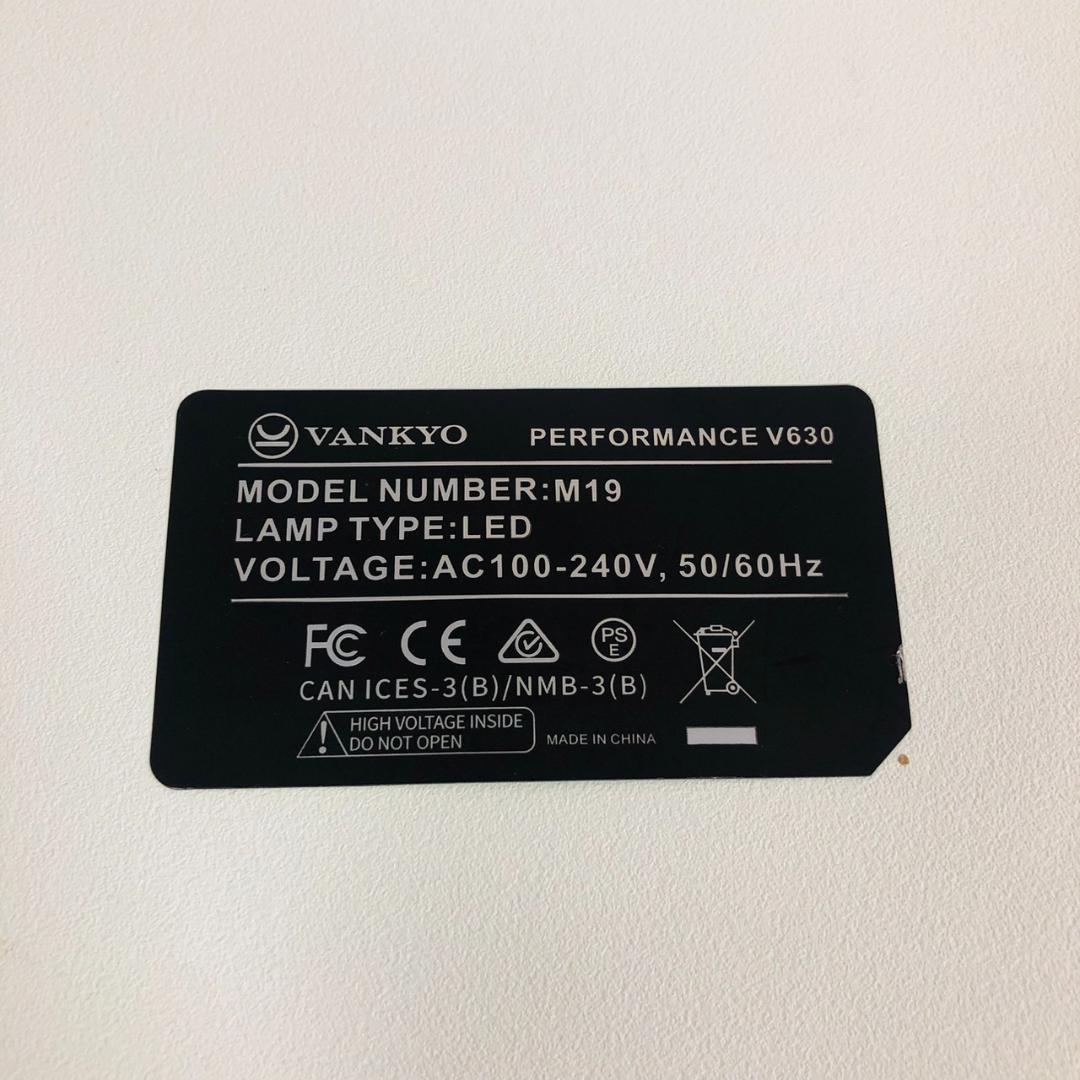 VANKYO PERFORMANCE V630
MODEL NUMBER:M19
LAMP TYPE:LED
VOLTAGE:AC100-240V, 50/60Hz
FC CE PS E
CAN ICES-3(B)/NMB-3(B)
HIGH VOLTAGE INSIDE
DO NOT OPEN MADE IN CHINA